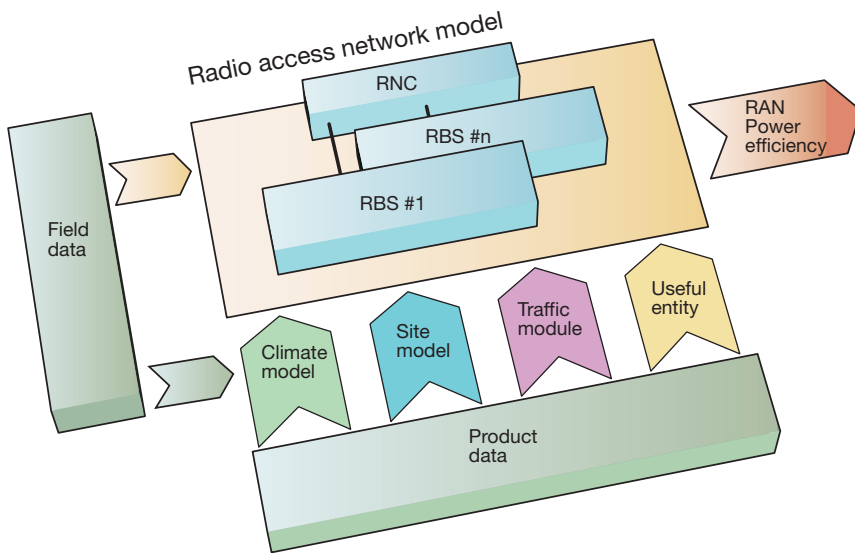 Radio access network model
RNC
RBS #n
RBS #1
RAN
Power
efficiency
Field
data
Climate
model
Site
model
Traffic
module
Useful
entity
Product
data